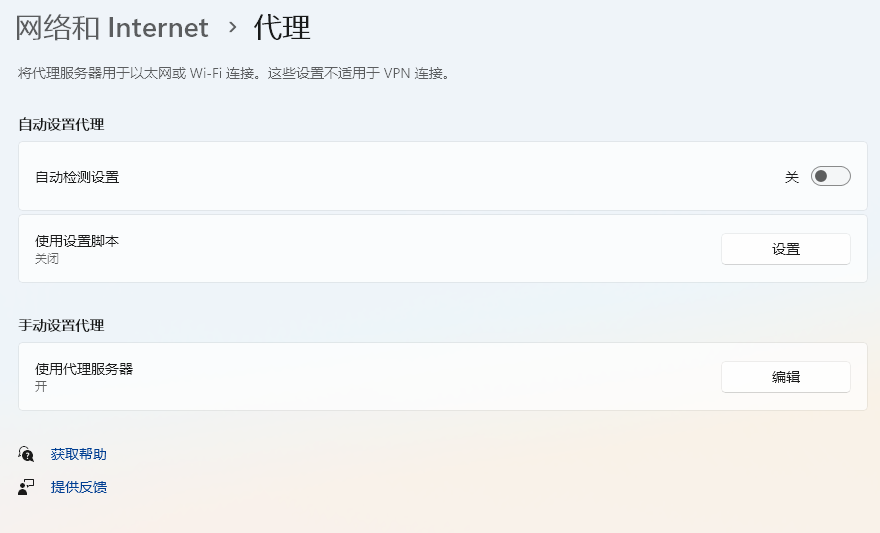 网络和 Internet › 代理
将代理服务器用于以太网或 Wi-Fi 连接。这些设置不适用于 VPN 连接。
自动设置代理
自动检测设置 关
使用设置脚本
关闭
设置
手动设置代理
使用代理服务器
开
编辑
获取帮助
提供反馈